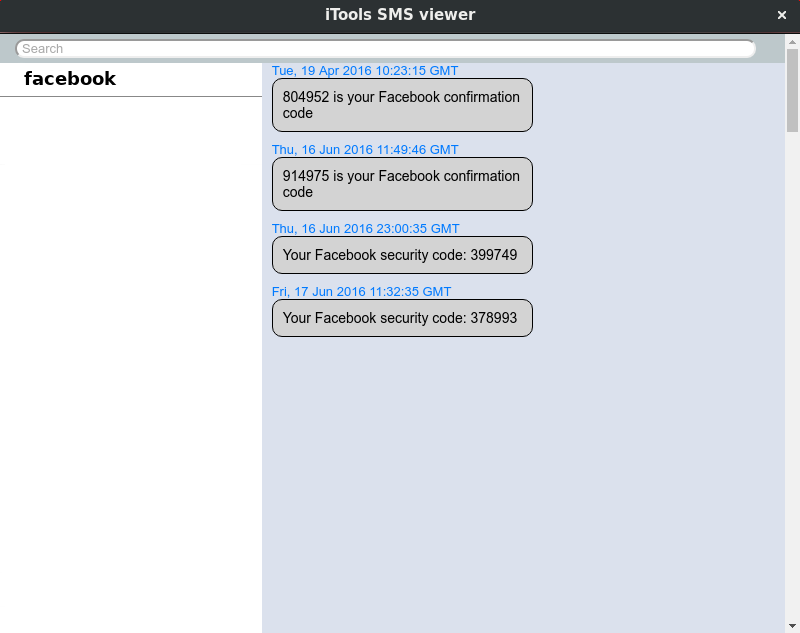 iTools SMS viewer
Search
facebook
Tue, 19 Apr 2016 10:23:15 GMT
804952 is your Facebook confirmation
code
Thu, 16 Jun 2016 11:49:46 GMT
914975 is your Facebook confirmation
code
Thu, 16 Jun 2016 23:00:35 GMT
Your Facebook security code: 399749
Fri, 17 Jun 2016 11:32:35 GMT
Your Facebook security code: 378993